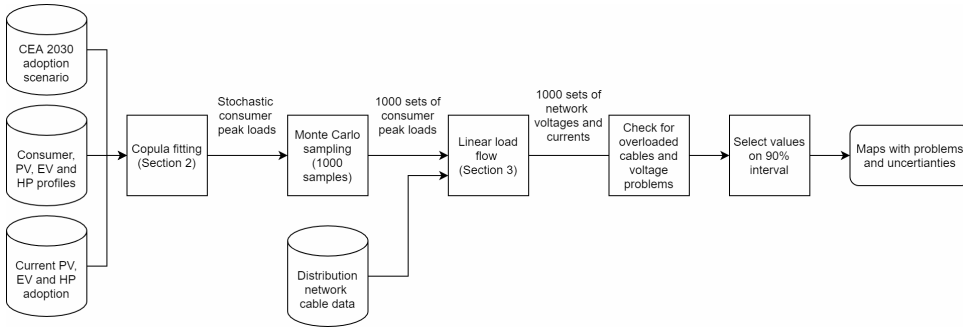 CEA 2030
adoption
scenario
Consumer,
PV, EV and
HP profiles
Current PV,
EV and HP
adoption
Copula fitting
(Section 2)
Stochastic
consumer
peak loads
Monte Carlo
sampling
(1000
samples)
1000 sets of
consumer
peak loads
Distribution
network
cable data
Linear load
flow
(Section 3)
1000 sets of
network
voltages and
currents
Check for
overloaded
cables and
voltage
problems
Select values
on 90%
interval
Maps with problems
and uncertianties